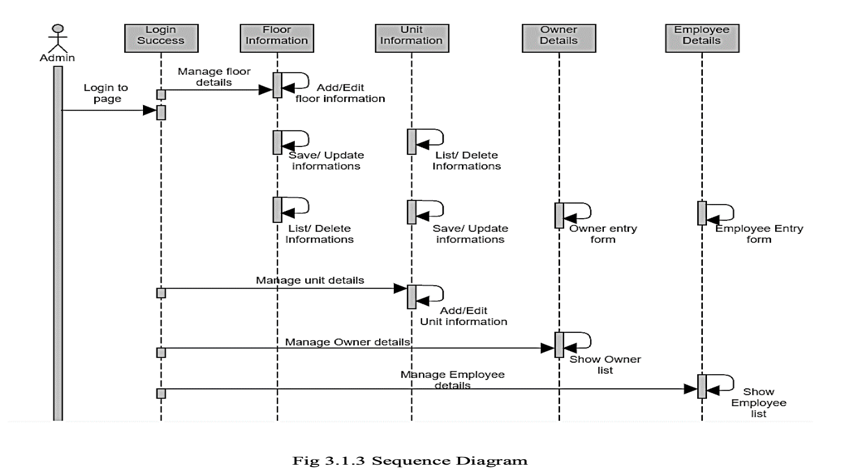 Login
Success
Floor
Information
Unit
Information
Owner
Details
Employee
Details
Admin
Login to
page
Manage floor
details
Add/Edit
floor information
Save/ Update
informations
List/ Delete
Informations
List/ Delete
Informations
Save/ Update
informations
Owner entry
form
Employee Entry
form
Manage unit details
Add/Edit
Unit information
Manage Owner details
Show Owner
list
Manage Employee
details
Show
Employee
list
Fig 3.1.3 Sequence Diagram